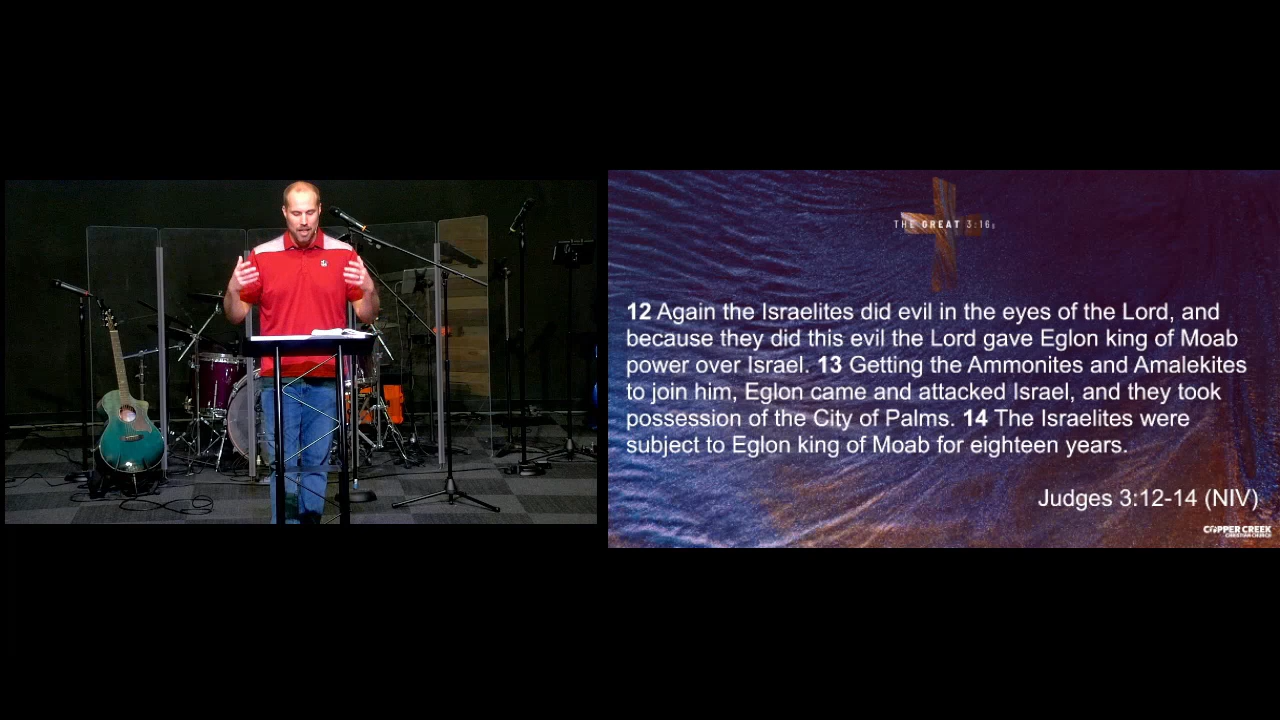 THE GREAT 3:16s
12 Again the Israelites did evil in the eyes of the Lord, and
because they did this evil the Lord gave Eglon king of Moab
power over Israel. 13 Getting the Ammonites and Amalekites
to join him, Eglon came and attacked Israel, and they took
possession of the City of Palms. 14 The Israelites were
subject to Eglon king of Moab for eighteen years.
Judges 3:12-14 (NIV)
COPPER CREEK
CHRISTIAN CHURCH